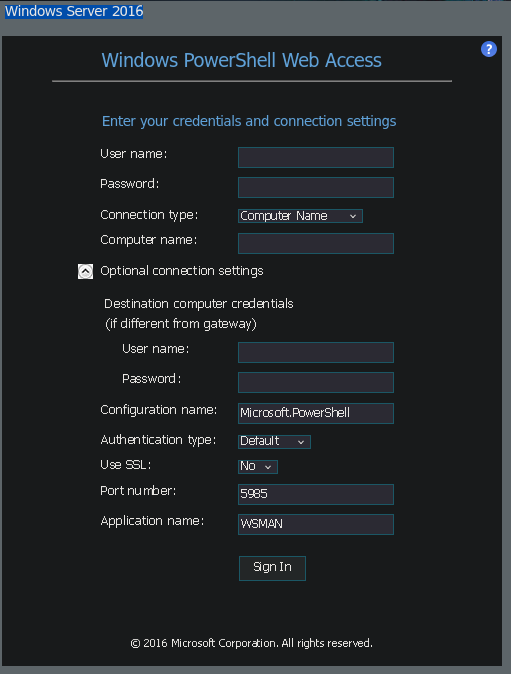 Windows Server 2016
?
Windows PowerShell Web Access
Enter your credentials and connection settings
User name:
Password:
Connection type: Computer Name
Computer name:
Optional connection settings
Destination computer credentials
(if different from gateway)
User name:
Password:
Configuration name: Microsoft.PowerShell
Authentication type: Default
Use SSL: No
Port number: 5985
Application name: WSMAN
Sign In
© 2016 Microsoft Corporation. All rights reserved.